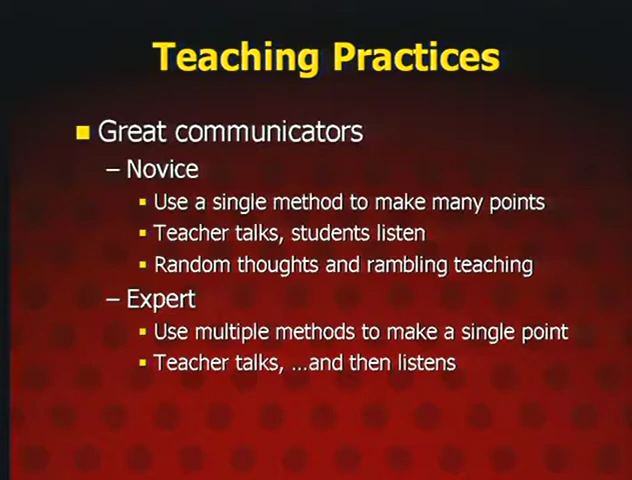 Teaching Practices
Great communicators
– Novice
Use a single method to make many points
Teacher talks, students listen
Random thoughts and rambling teaching
– Expert
Use multiple methods to make a single point
Teacher talks, …and then listens